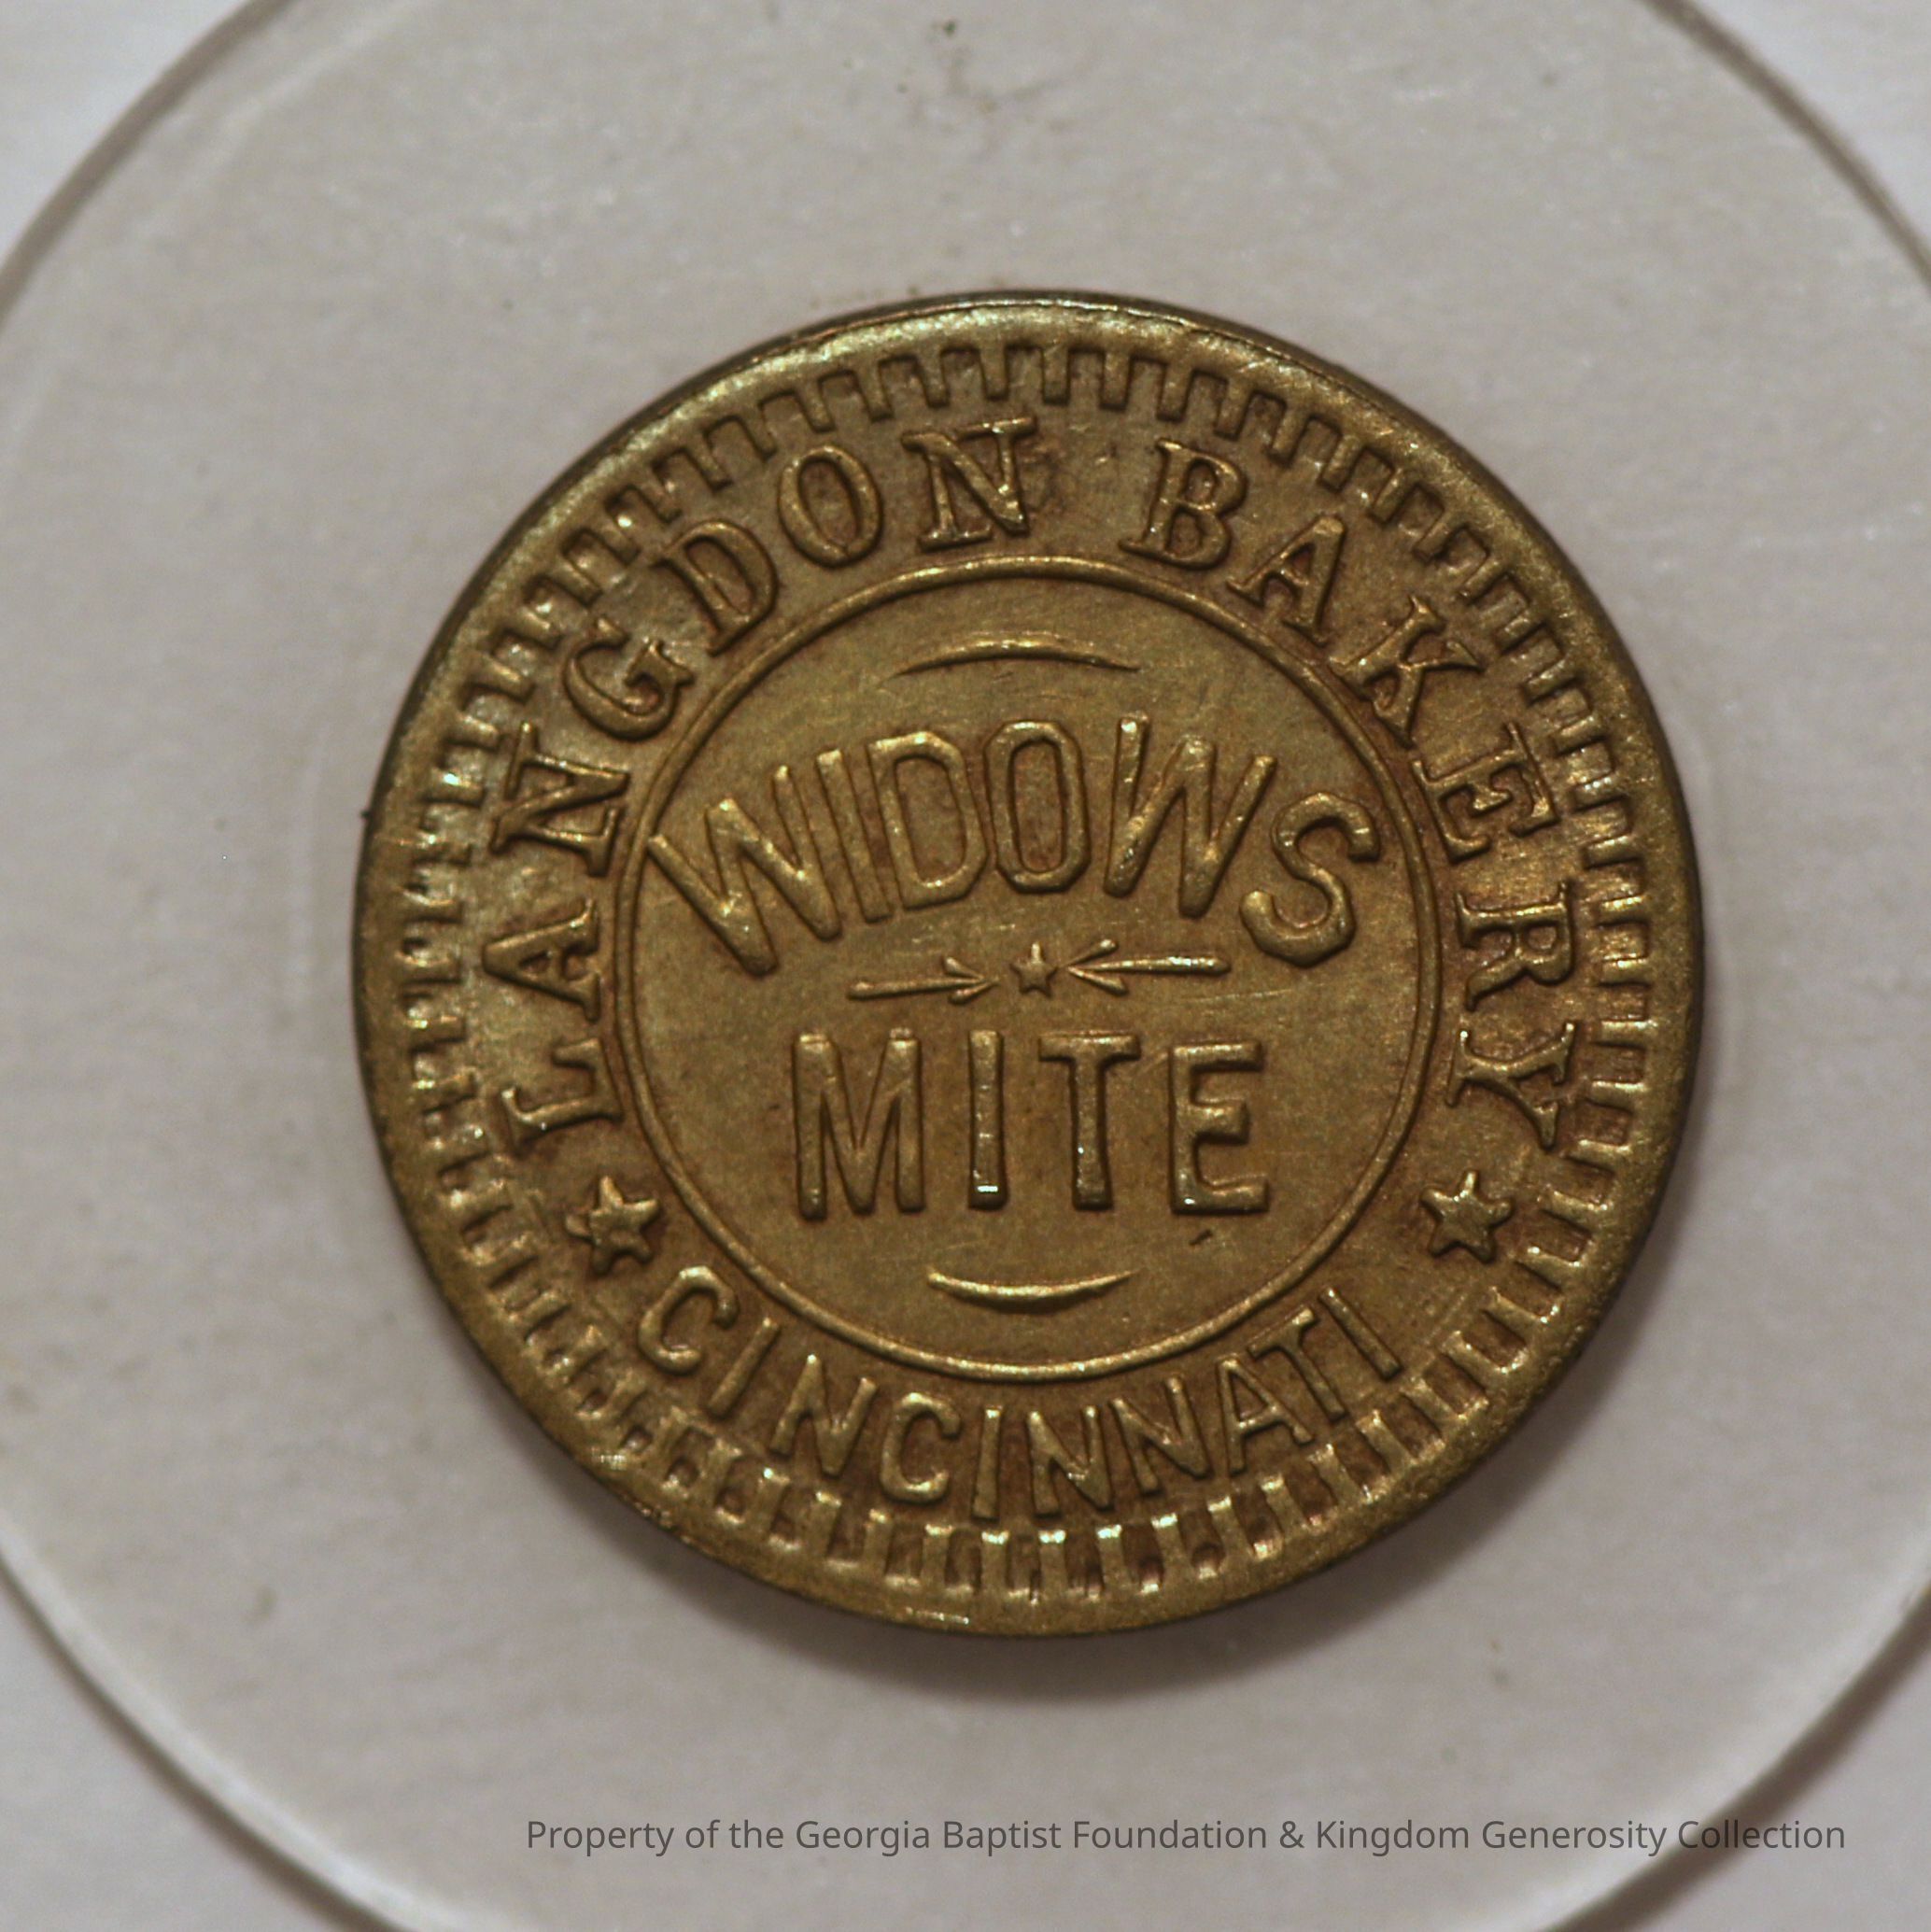 LANGDON BAKERY
WIDOWS
MITE
CINCINNATI
Property of the Georgia Baptist Foundation & Kingdom Generosity Collection